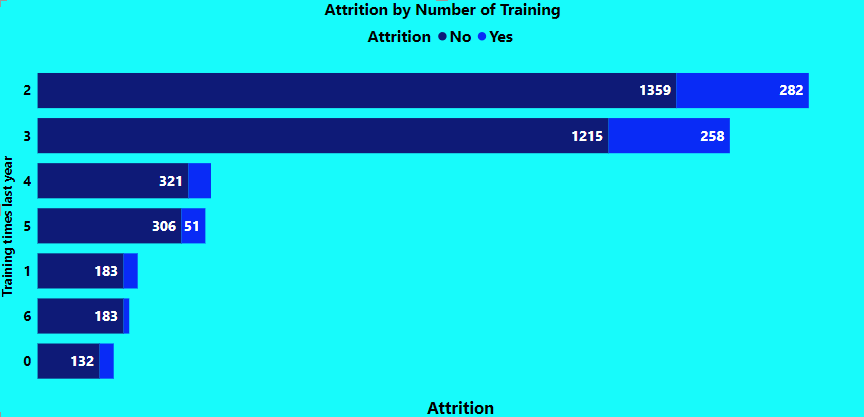 Attrition by Number of Training
Attrition No Yes
Training times last year
2 1359 282
3 1215 258
4 321
5 306 51
1 183
6 183
0 132
Attrition